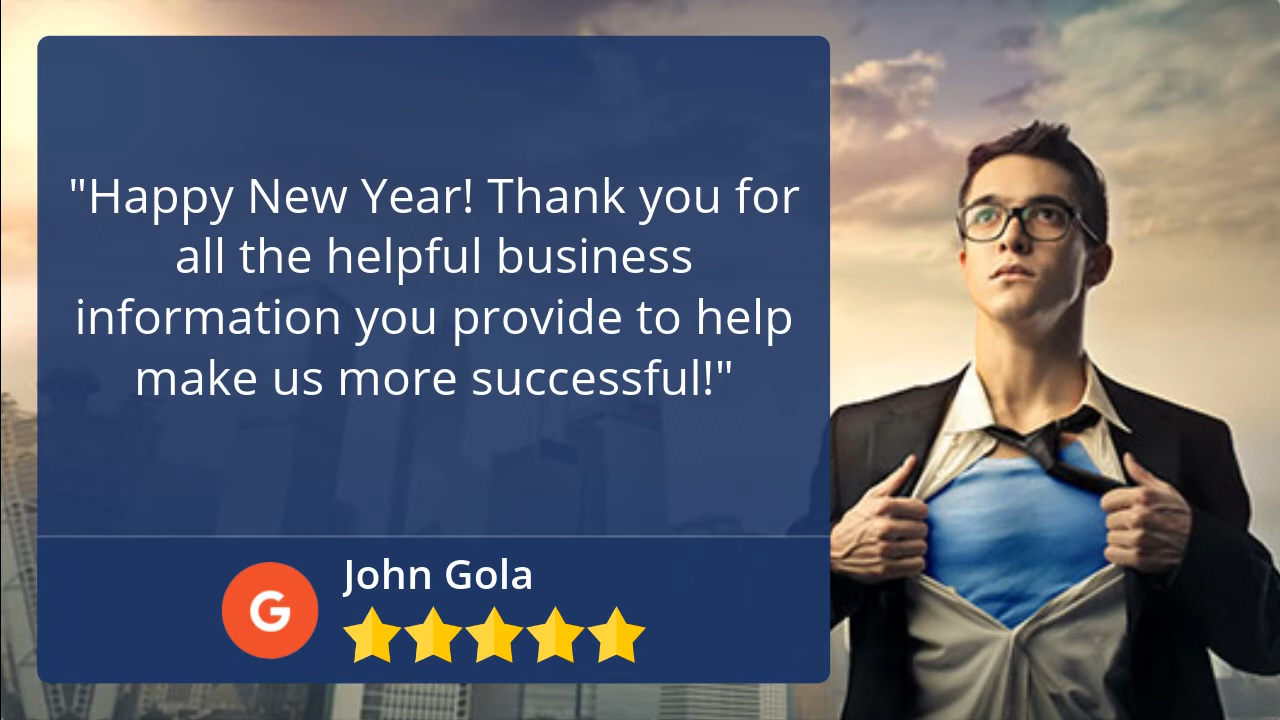 "Happy New Year! Thank you for
all the helpful business
information you provide to help
make us more successful!"
G
John Gola